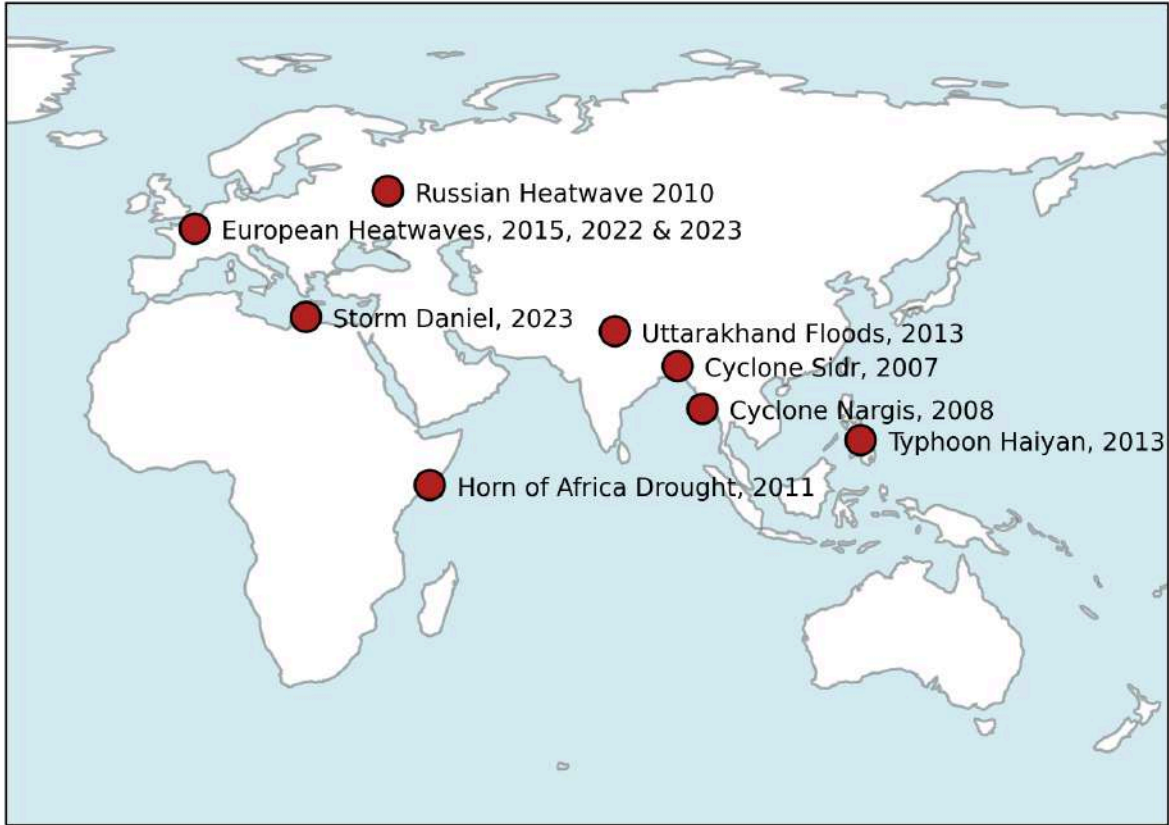 Russian Heatwave 2010
European Heatwaves, 2015, 2022 & 2023
Storm Daniel, 2023
Uttarakhand Floods, 2013
Cyclone Sidr, 2007
Cyclone Nargis, 2008
Typhoon Haiyan, 2013
Horn of Africa Drought, 2011